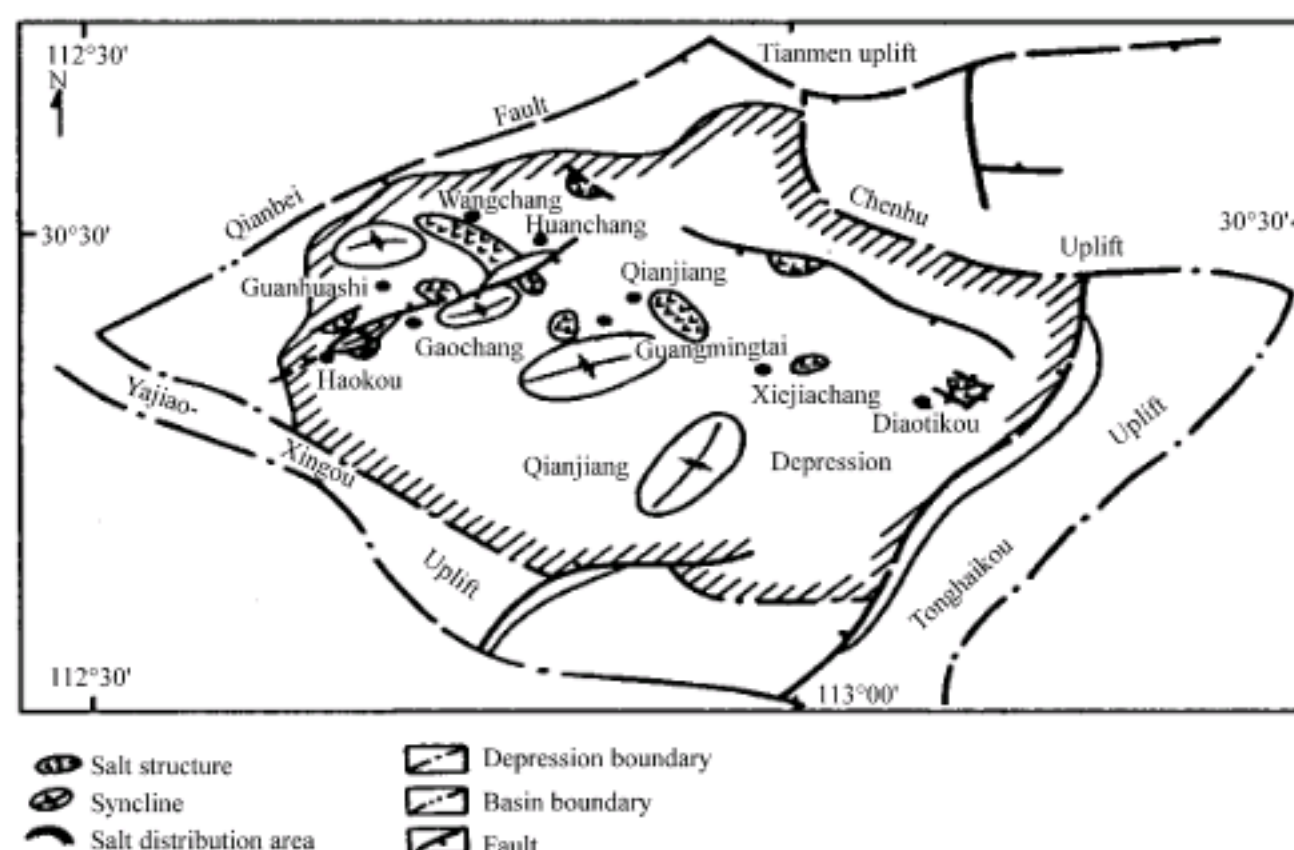 112°30'
Tianmen uplift
N
Fault
Qianbei
Wangchang
Chenhu
Huanchang
30°30'
30°30'
Uplift
Qianjiang
Guanhuashi
Gaochang
Guangmingtai
Haokou
Xiejiachang
Yajiao-
Diaotikou
Uplift
Xingou
Qianjiang
Depression
Uplift
Tonghaikou
112°30'
113°00'
Salt structure
Depression boundary
Syncline
Basin boundary
Salt distribution area
Fault